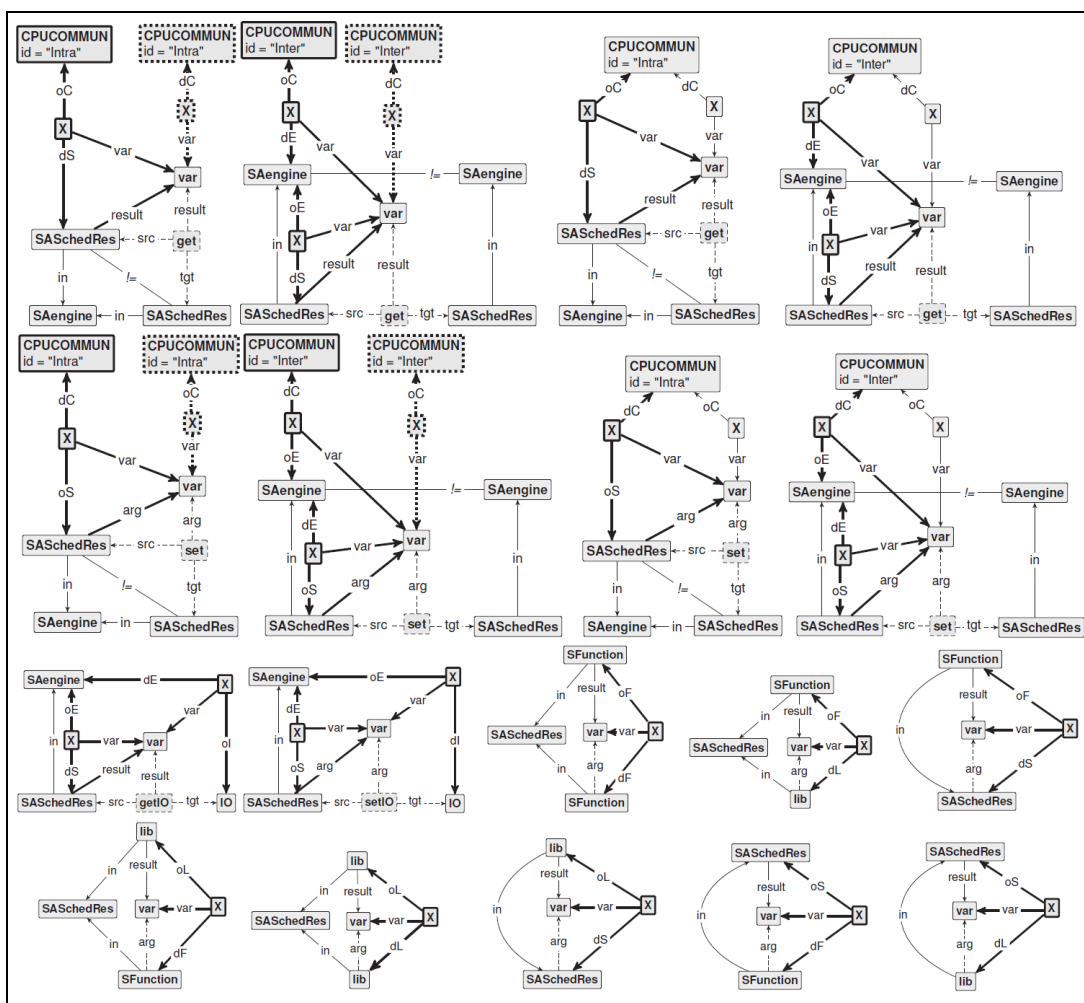 CPUCOMMUN
id = "Intra"
CPUCOMMUN
id = "Intra"
CPUCOMMUN
id = "Inter"
CPUCOMMUN
id = "Inter"
CPUCOMMUN
id = "Intra"
CPUCOMMUN
id = "Inter"
oC
dC
oC
dC
oC
dC
oC
dC
X
X
X
X
X
X
X
X
dS
var
var
dE
var
var
dS
var
var
dE
var
var
var
SAengine
!=
SAengine
var
SAengine
!=
SAengine
result
result
oE
var
var
result
result
oE
var
var
SASchedRes
src
get
in
X
var
result
result
in
SASchedRes
src
get
in
X
var
result
result
in
in
!=
tgt
dS
in
!=
tgt
dS
SAengine
in
SASchedRes
SASchedRes
src
get
tgt
SASchedRes
SAengine
in
SASchedRes
SASchedRes
src
get
tgt
SASchedRes
CPUCOMMUN
id = "Intra"
CPUCOMMUN
id = "Intra"
CPUCOMMUN
id = "Inter"
CPUCOMMUN
id = "Inter"
CPUCOMMUN
id = "Intra"
CPUCOMMUN
id = "Inter"
dC
oC
dC
oC
dC
oC
dC
oC
X
X
X
X
X
X
X
X
oS
var
var
oE
var
var
oS
var
var
oE
var
var
var
SAengine
!=
SAengine
var
SAengine
!=
SAengine
arg
arg
dE
var
var
arg
arg
dE
var
var
SASchedRes
src
set
in
X
arg
arg
in
SASchedRes
src
set
in
X
arg
arg
in
in
!=
tgt
oS
in
!=
tgt
oS
SAengine
in
SASchedRes
SASchedRes
src
set
tgt
SASchedRes
SAengine
in
SASchedRes
SASchedRes
src
set
tgt
SASchedRes
SAengine
dE
X
oE
var
in
X
var
var
oI
dS
result
result
SASchedRes
src
getIO
tgt
IO
SAengine
oE
X
dE
var
in
X
var
var
dI
oS
arg
arg
SASchedRes
src
setIO
tgt
IO
SFunction
in
result
oF
SASchedRes
var
var
X
in
arg
dF
SFunction
SFunction
in
result
oF
SASchedRes
var
var
X
in
arg
dL
lib
SFunction
result
oF
in
var
var
X
arg
dS
SASchedRes
lib
in
result
oL
SASchedRes
var
var
X
in
arg
dF
SFunction
lib
in
result
oL
SASchedRes
var
var
X
in
arg
dL
lib
lib
result
oL
in
var
var
X
arg
dS
SASchedRes
SASchedRes
result
oS
in
var
var
X
arg
dF
SFunction
SASchedRes
result
oS
in
var
var
X
arg
dL
lib